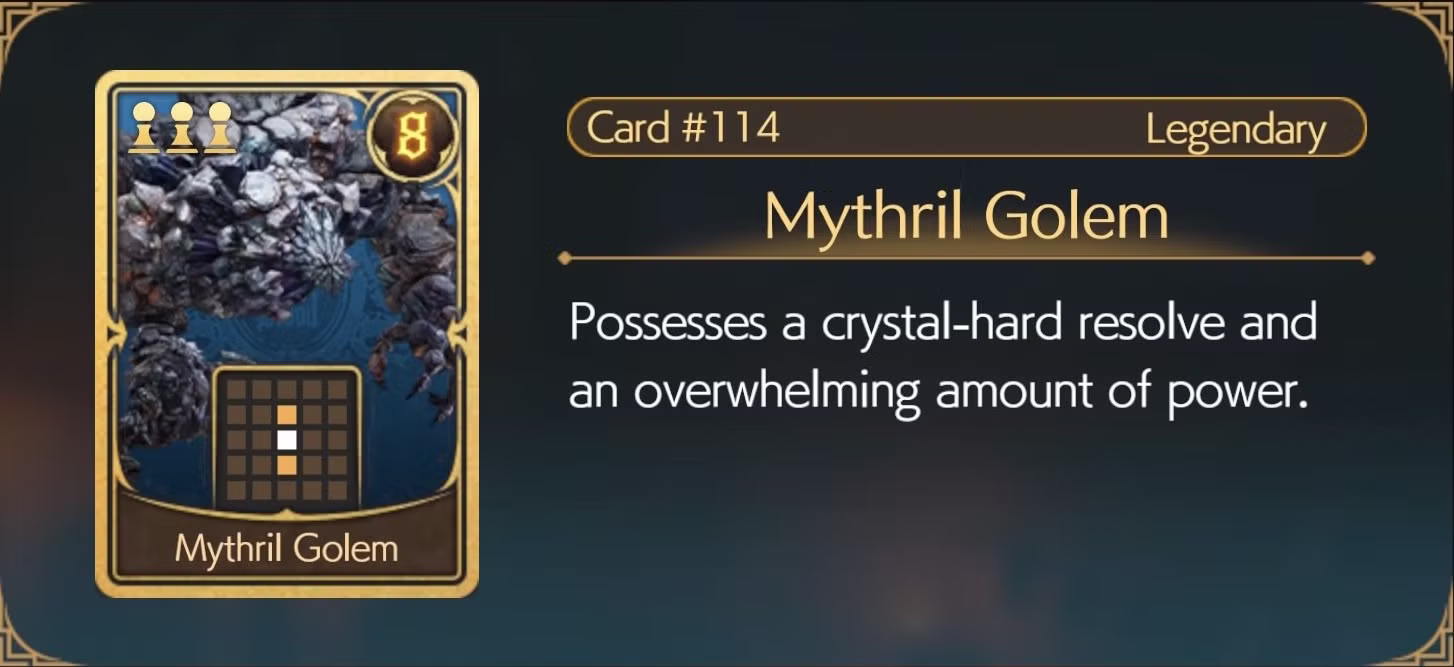 8
Mythril Golem
Card #114 Legendary
Mythril Golem
Possesses a crystal-hard resolve and
an overwhelming amount of power.